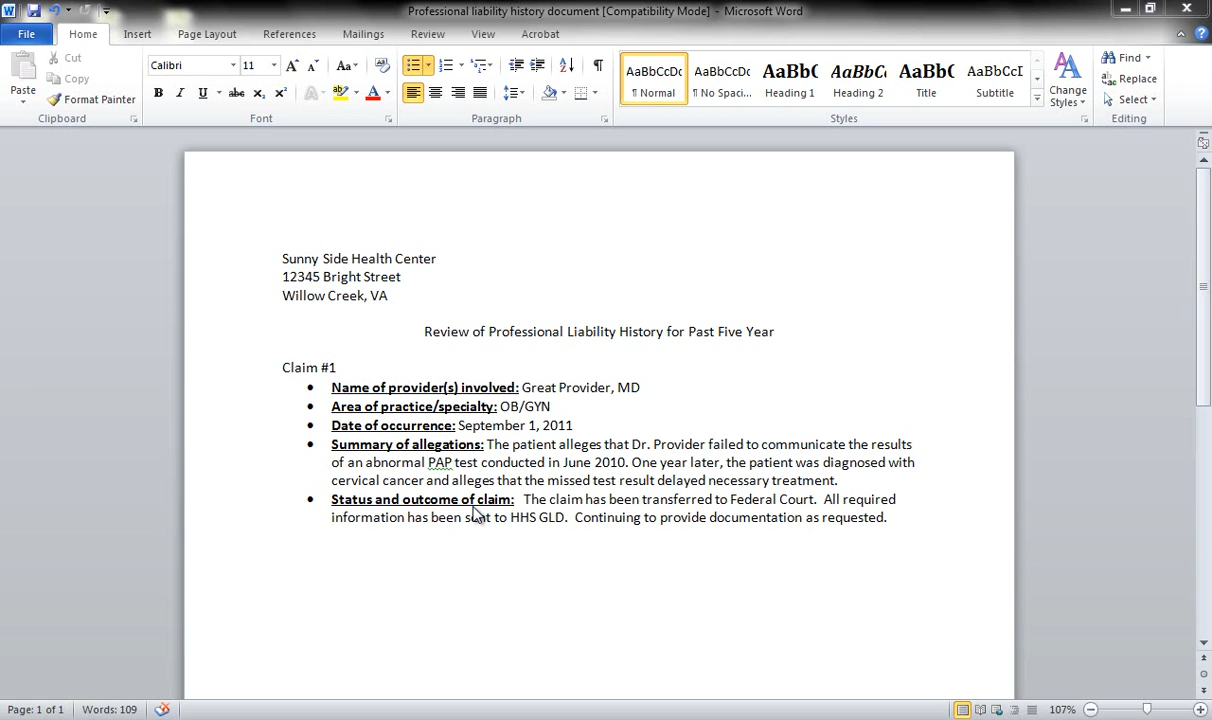 Professional liability history document [Compatibility Mode] - Microsoft Word
File Home Insert Page Layout References Mailings Review View Acrobat
Paste
Cut
Copy
Format Painter
Clipboard
Calibri 11
Font
Paragraph
AaBbCcDc AaBbCcDc AaBbC AaBbC AaBbC AaBbCcDd
¶ Normal ¶ No Spaci... Heading 1 Heading 2 Title Subtitle
Change
Styles
Styles
Find
Replace
Select
Editing
Sunny Side Health Center
12345 Bright Street
Willow Creek, VA
Review of Professional Liability History for Past Five Year
Claim #1
• Name of provider(s) involved: Great Provider, MD
• Area of practice/specialty: OB/GYN
• Date of occurrence: September 1, 2011
• Summary of allegations: The patient alleges that Dr. Provider failed to communicate the results
of an abnormal PAP test conducted in June 2010. One year later, the patient was diagnosed with
cervical cancer and alleges that the missed test result delayed necessary treatment.
• Status and outcome of claim: The claim has been transferred to Federal Court. All required
information has been sent to HHS GLD. Continuing to provide documentation as requested.
Page: 1 of 1 Words: 109 107%